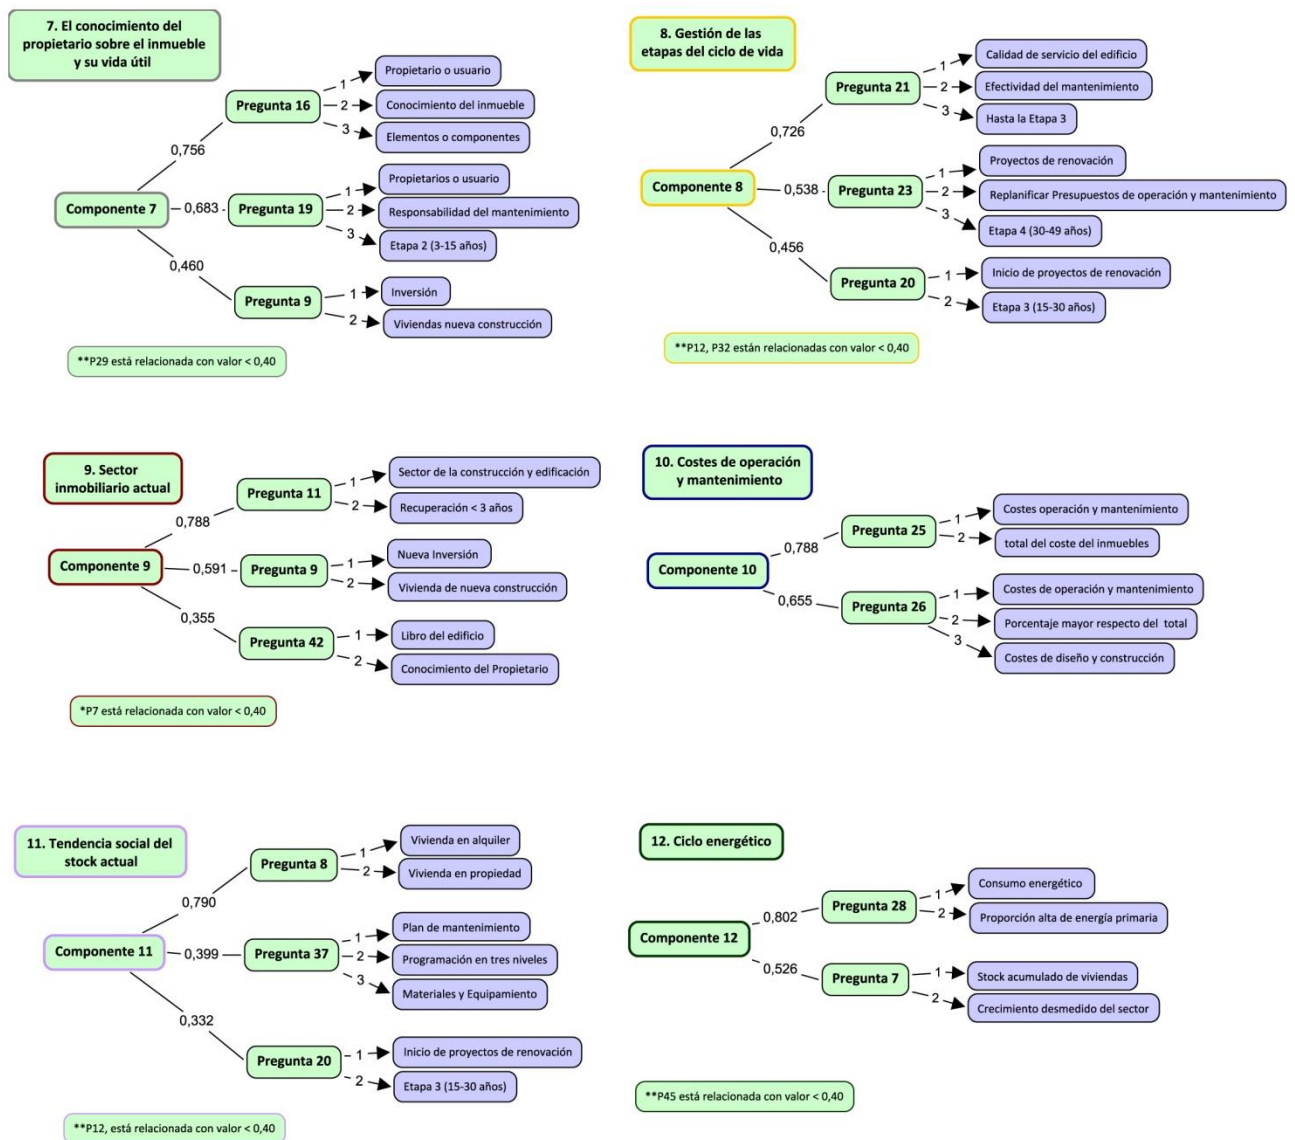 7. El conocimiento del
propietario sobre el inmueble
y su vida útil
Pregunta 16
1
Propietario o usuario
2
Conocimiento del inmueble
3
Elementos o componentes
0,756
Componente 7
0,683
Pregunta 19
1
Propietarios o usuario
2
Responsabilidad del mantenimiento
3
Etapa 2 (3-15 años)
0,460
Pregunta 9
1
Inversión
2
Viviendas nueva construcción
**P29 está relacionada con valor < 0,40
8. Gestión de las
etapas del ciclo de vida
Pregunta 21
1
Calidad de servicio del edificio
2
Efectividad del mantenimiento
3
Hasta la Etapa 3
0,726
Componente 8
0,538
Pregunta 23
1
Proyectos de renovación
2
Replanificar Presupuestos de operación y mantenimiento
3
Etapa 4 (30-49 años)
0,456
Pregunta 20
1
Inicio de proyectos de renovación
2
Etapa 3 (15-30 años)
**P12, P32 están relacionadas con valor < 0,40
9. Sector
inmobiliario actual
Pregunta 11
1
Sector de la construcción y edificación
2
Recuperación < 3 años
0,788
Componente 9
0,591
Pregunta 9
1
Nueva Inversión
2
Vivienda de nueva construcción
0,355
Pregunta 42
1
Libro del edificio
2
Conocimiento del Propietario
*P7 está relacionada con valor < 0,40
10. Costes de operación
y mantenimiento
Pregunta 25
1
Costes operación y mantenimiento
2
total del coste del inmuebles
0,788
Componente 10
0,655
Pregunta 26
1
Costes de operación y mantenimiento
2
Porcentaje mayor respecto del total
3
Costes de diseño y construcción
11. Tendencia social del
stock actual
Pregunta 8
1
Vivienda en alquiler
2
Vivienda en propiedad
0,790
Componente 11
0,399
Pregunta 37
1
Plan de mantenimiento
2
Programación en tres niveles
3
Materiales y Equipamiento
0,332
Pregunta 20
1
Inicio de proyectos de renovación
2
Etapa 3 (15-30 años)
**P12, está relacionada con valor < 0,40
12. Ciclo energético
Pregunta 28
1
Consumo energético
2
Proporción alta de energía primaria
0,802
Componente 12
0,526
Pregunta 7
1
Stock acumulado de viviendas
2
Crecimiento desmedido del sector
**P45 está relacionada con valor < 0,40